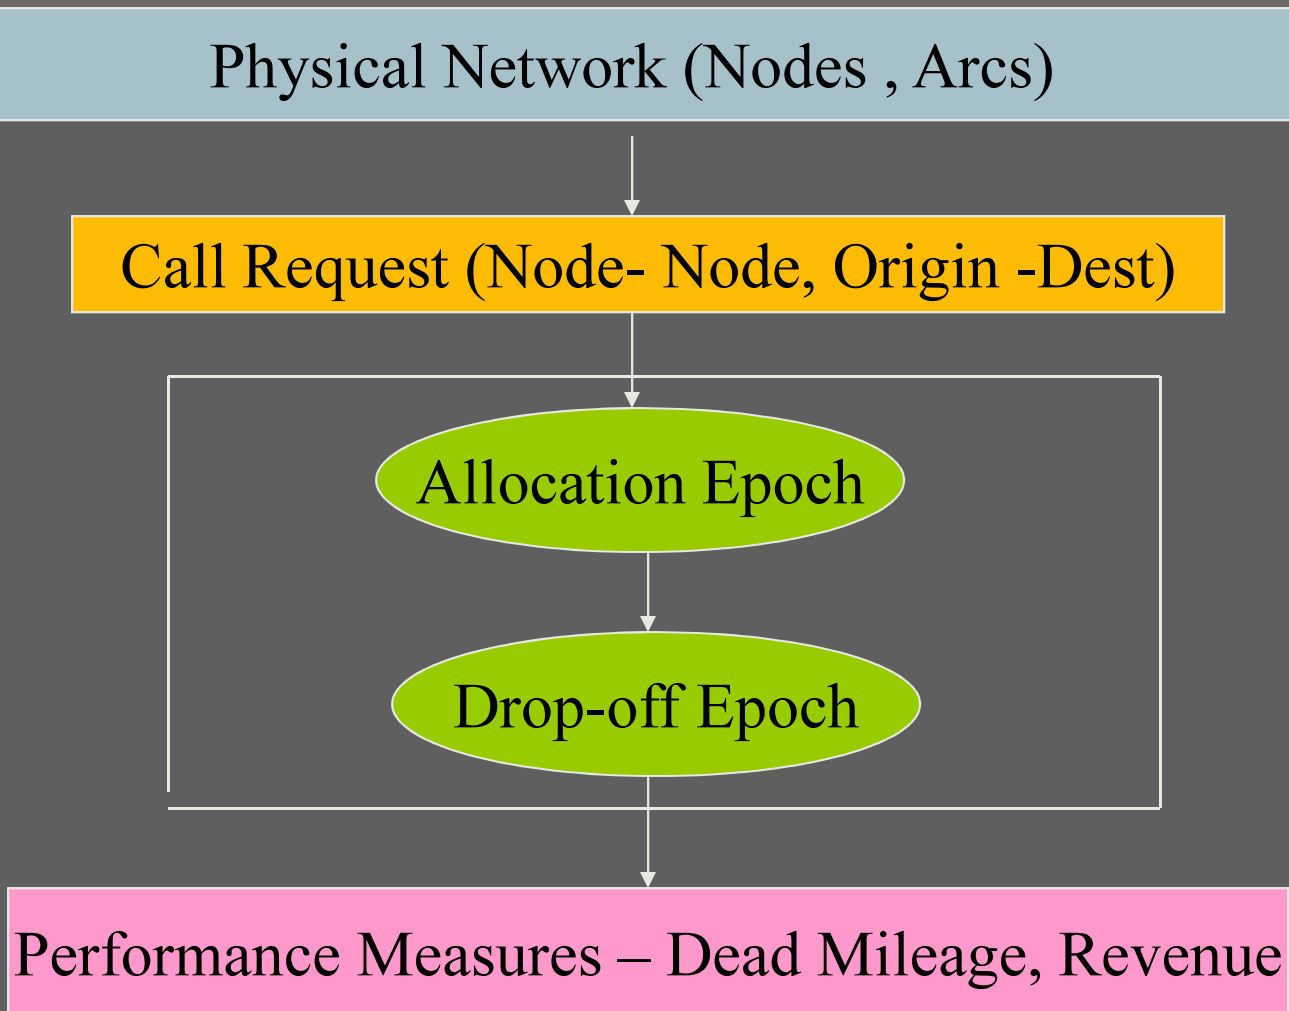 Physical Network (Nodes , Arcs)
Call Request (Node- Node, Origin -Dest)
Allocation Epoch
Drop-off Epoch
Performance Measures – Dead Mileage, Revenue